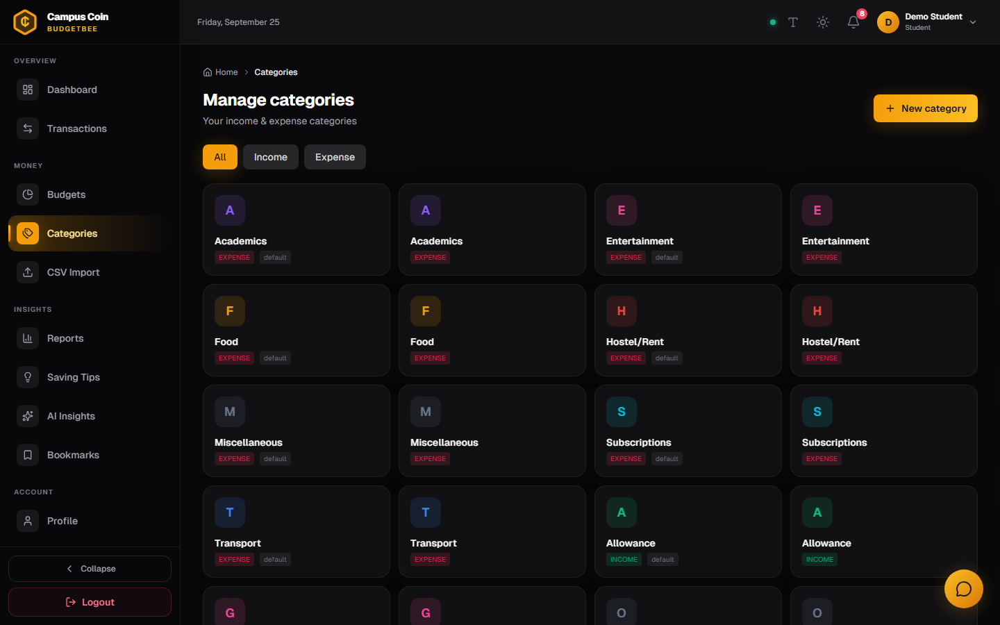 Campus Coin
BUDGETBEE
Friday, September 25
8
D
Demo Student
Student
OVERVIEW
Dashboard
Transactions
MONEY
Budgets
Categories
CSV Import
INSIGHTS
Reports
Saving Tips
AI Insights
Bookmarks
ACCOUNT
Profile
Collapse
Logout
Home > Categories
Manage categories
Your income & expense categories
New category
All Income Expense
A
Academics
EXPENSE default
A
Academics
EXPENSE
E
Entertainment
EXPENSE default
E
Entertainment
EXPENSE
F
Food
EXPENSE default
F
Food
EXPENSE
H
Hostel/Rent
EXPENSE default
H
Hostel/Rent
EXPENSE
M
Miscellaneous
EXPENSE default
M
Miscellaneous
EXPENSE
S
Subscriptions
EXPENSE default
S
Subscriptions
EXPENSE
T
Transport
EXPENSE default
T
Transport
EXPENSE
A
Allowance
INCOME default
A
Allowance
INCOME
G
G
O
O